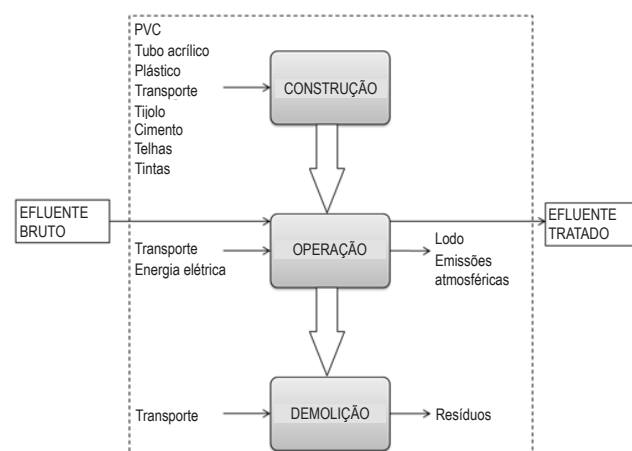 PVC
Tubo acrílico
Plástico
Transporte
Tijolo
Cimento
Telhas
Tintas
CONSTRUÇÃO
EFLUENTE
BRUTO
Transporte
Energia elétrica
OPERAÇÃO
Lodo
Emissões
atmosféricas
EFLUENTE
TRATADO
Transporte
DEMOLIÇÃO
Resíduos